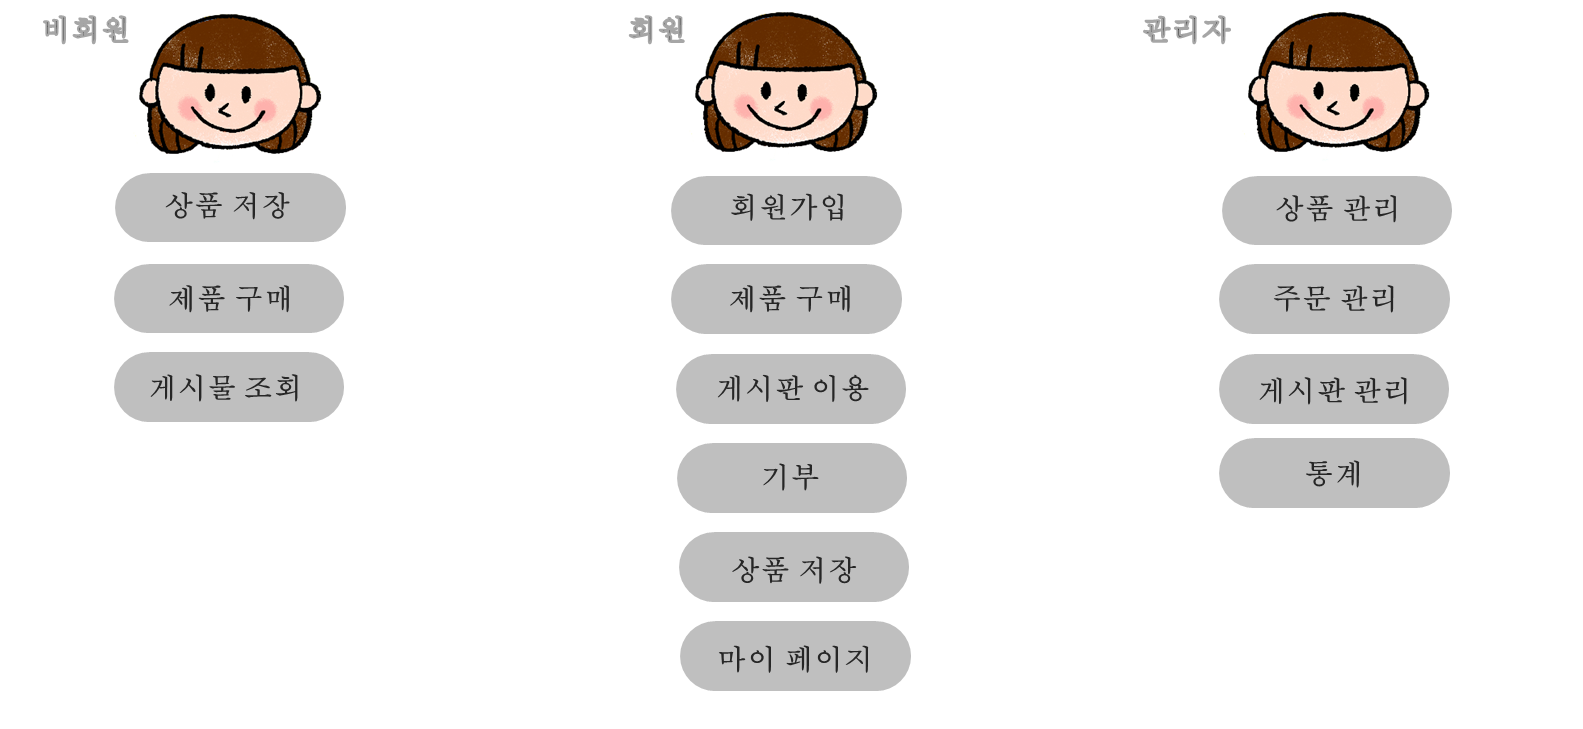 비회원
상품 저장
제품 구매
게시물 조회
회원
회원가입
제품 구매
게시판 이용
기부
상품 저장
마이 페이지
관리자
상품 관리
주문 관리
게시판 관리
통계